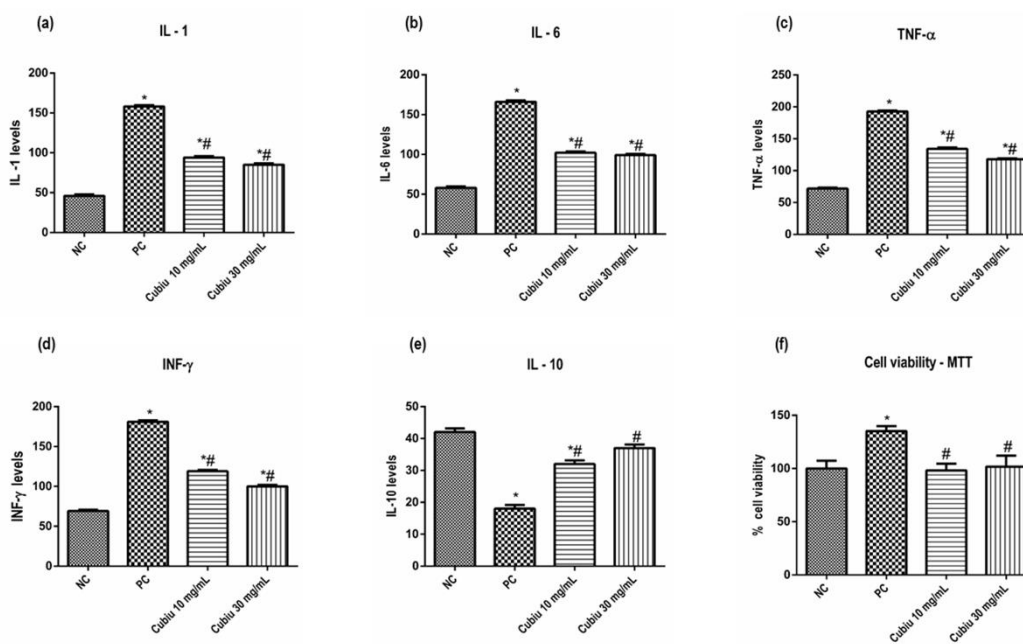 (a)
IL - 1
IL -1 levels
200
150
100
50
0
*
*#
*#
NC
PC
Cubiu 10 mg/mL
Cubiu 30 mg/mL
(b)
IL - 6
IL-6 levels
200
150
100
50
0
*
*#
*#
NC
PC
Cubiu 10 mg/mL
Cubiu 30 mg/mL
(c)
TNF-α
TNF-α levels
250
200
150
100
50
0
*
*#
*#
NC
PC
Cubiu 10 mg/mL
Cubiu 30 mg/mL
(d)
INF-γ
INF-γ levels
200
150
100
50
0
*
*#
*#
NC
PC
Cubiu 10 mg/mL
Cubiu 30 mg/mL
(e)
IL - 10
IL-10 levels
50
40
30
20
10
0
*
*#
#
NC
PC
Cubiu 10 mg/mL
Cubiu 30 mg/mL
(f)
Cell viability - MTT
% cell viability
150
100
50
0
*
#
#
NC
PC
Cubiu 10 mg/mL
Cubiu 30 mg/mL